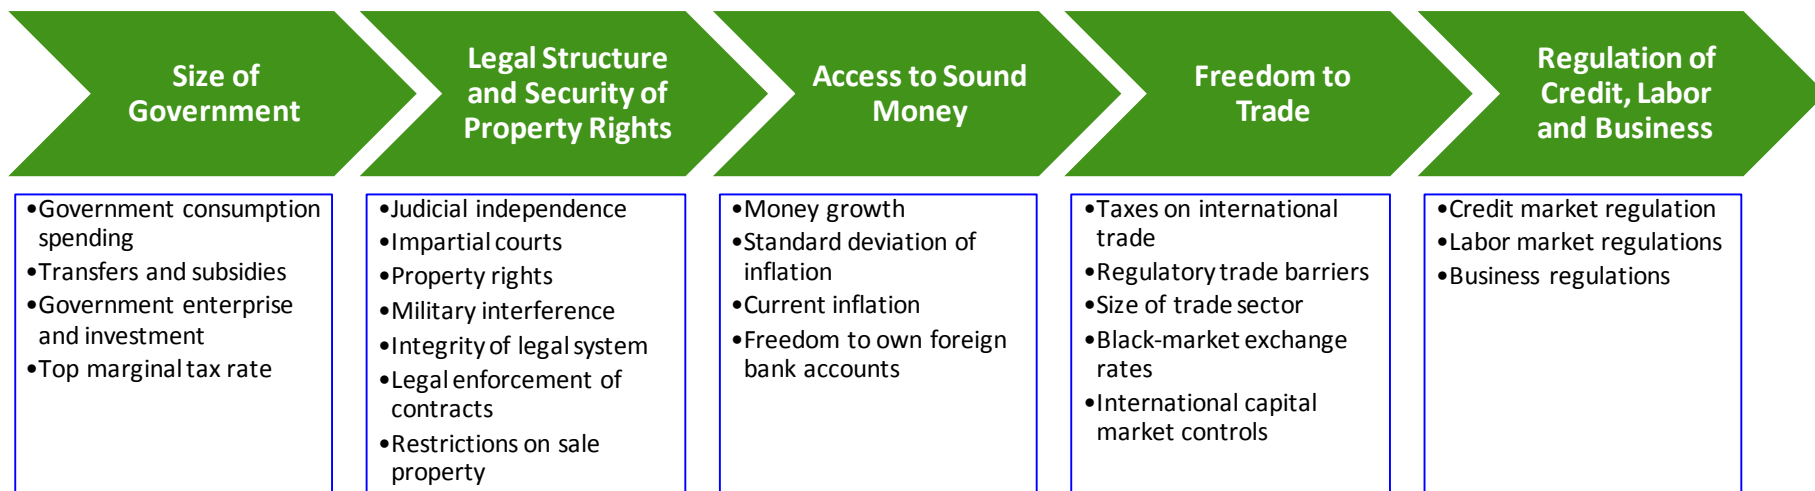 Size of
Government
Legal Structure
and Security of
Property Rights
Access to Sound
Money
Freedom to
Trade
Regulation of
Credit, Labor
and Business
•Government consumption
spending
•Transfers and subsidies
•Government enterprise
and investment
•Top marginal tax rate
•Judicial independence
•Impartial courts
•Property rights
•Military interference
•Integrity of legal system
•Legal enforcement of
contracts
•Restrictions on sale
property
•Money growth
•Standard deviation of
inflation
•Current inflation
•Freedom to own foreign
bank accounts
•Taxes on international
trade
•Regulatory trade barriers
•Size of trade sector
•Black-market exchange
rates
•International capital
market controls
•Credit market regulation
•Labor market regulations
•Business regulations